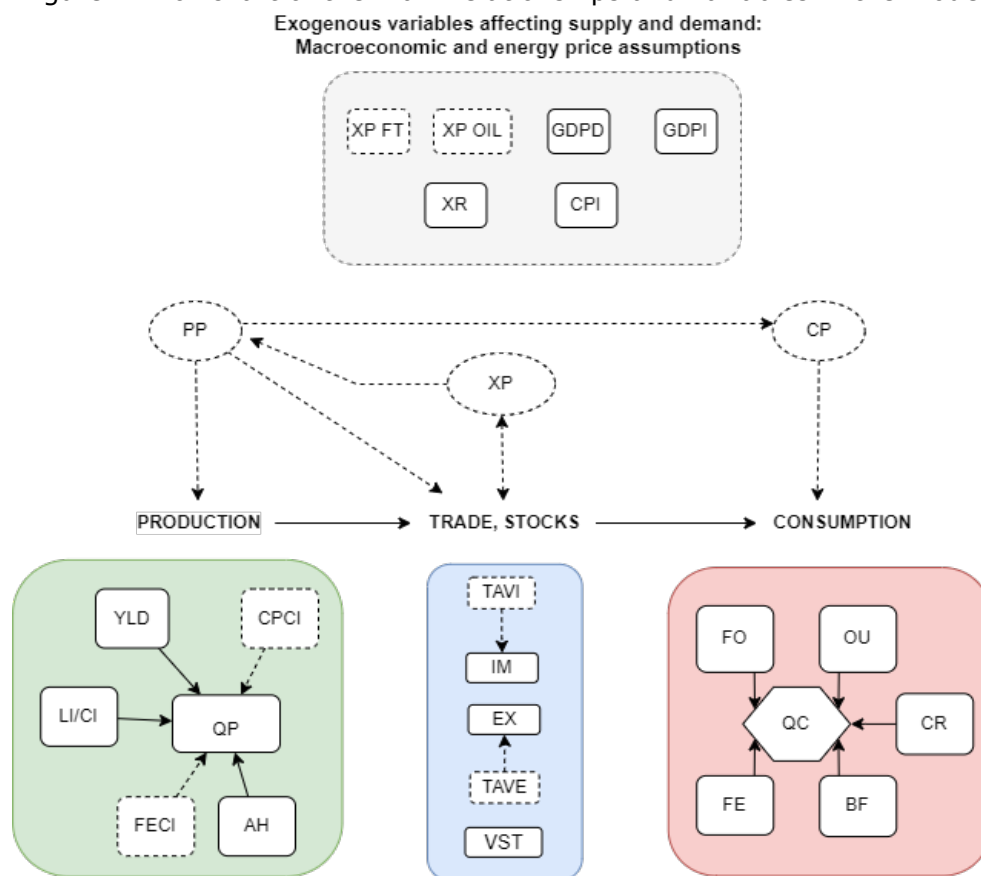 Exogenous variables affecting supply and demand:
Macroeconomic and energy price assumptions
XP FT
XP OIL
GDPD
GDPI
XR
CPI
PP
CP
XP
PRODUCTION
TRADE, STOCKS
CONSUMPTION
YLD
CPCI
LI/CI
QP
FECI
AH
TAVI
IM
EX
TAVE
VST
FO
OU
QC
CR
FE
BF